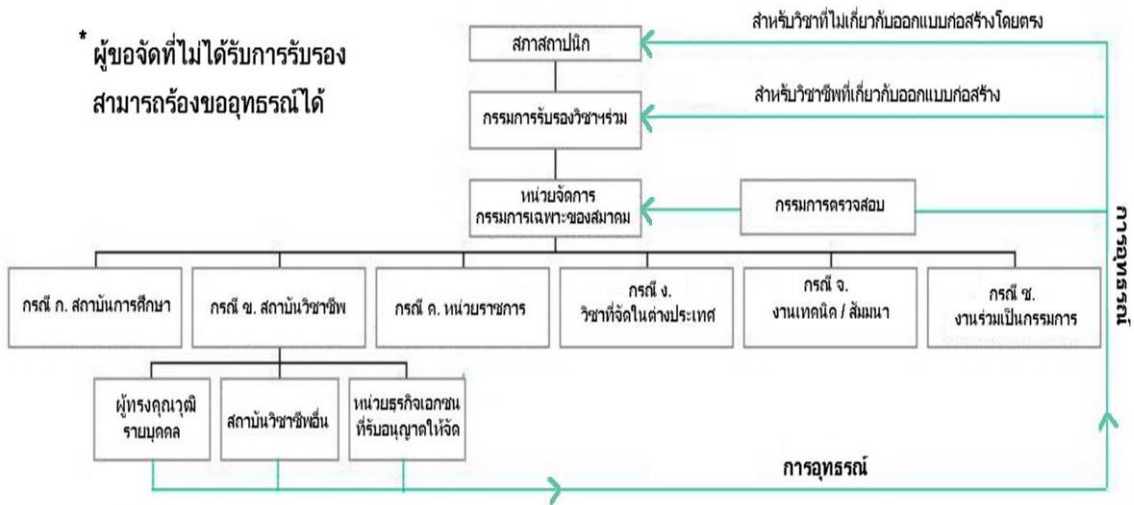 * ผู้ขอจัดที่ไม่ได้รับการรับรอง
สามารถร้องขออุทธรณ์ได้
สภาสถาปนิก
สำหรับวิชาที่ไม่เกี่ยวกับออกแบบก่อสร้างโดยตรง
กรรมการรับรองวิชาฯร่วม
สำหรับวิชาชีพที่เกี่ยวกับออกแบบก่อสร้าง
หน่วยจัดการ
กรรมการเฉพาะของสมาคม
กรรมการตรวจสอบ
การอุทธรณ์
กรณี ก. สถาบันการศึกษา
กรณี ข. สถาบันวิชาชีพ
กรณี ค. หน่วยราชการ
กรณี ง.
วิชาที่จัดในต่างประเทศ
กรณี จ.
งานเทคนิค / สัมมนา
กรณี ช.
งานร่วมเป็นกรรมการ
ผู้ทรงคุณวุฒิ
รายบุคคล
สถาบันวิชาชีพอื่น
หน่วยธุรกิจเอกชน
ที่รับอนุญาตให้จัด
การอุทธรณ์